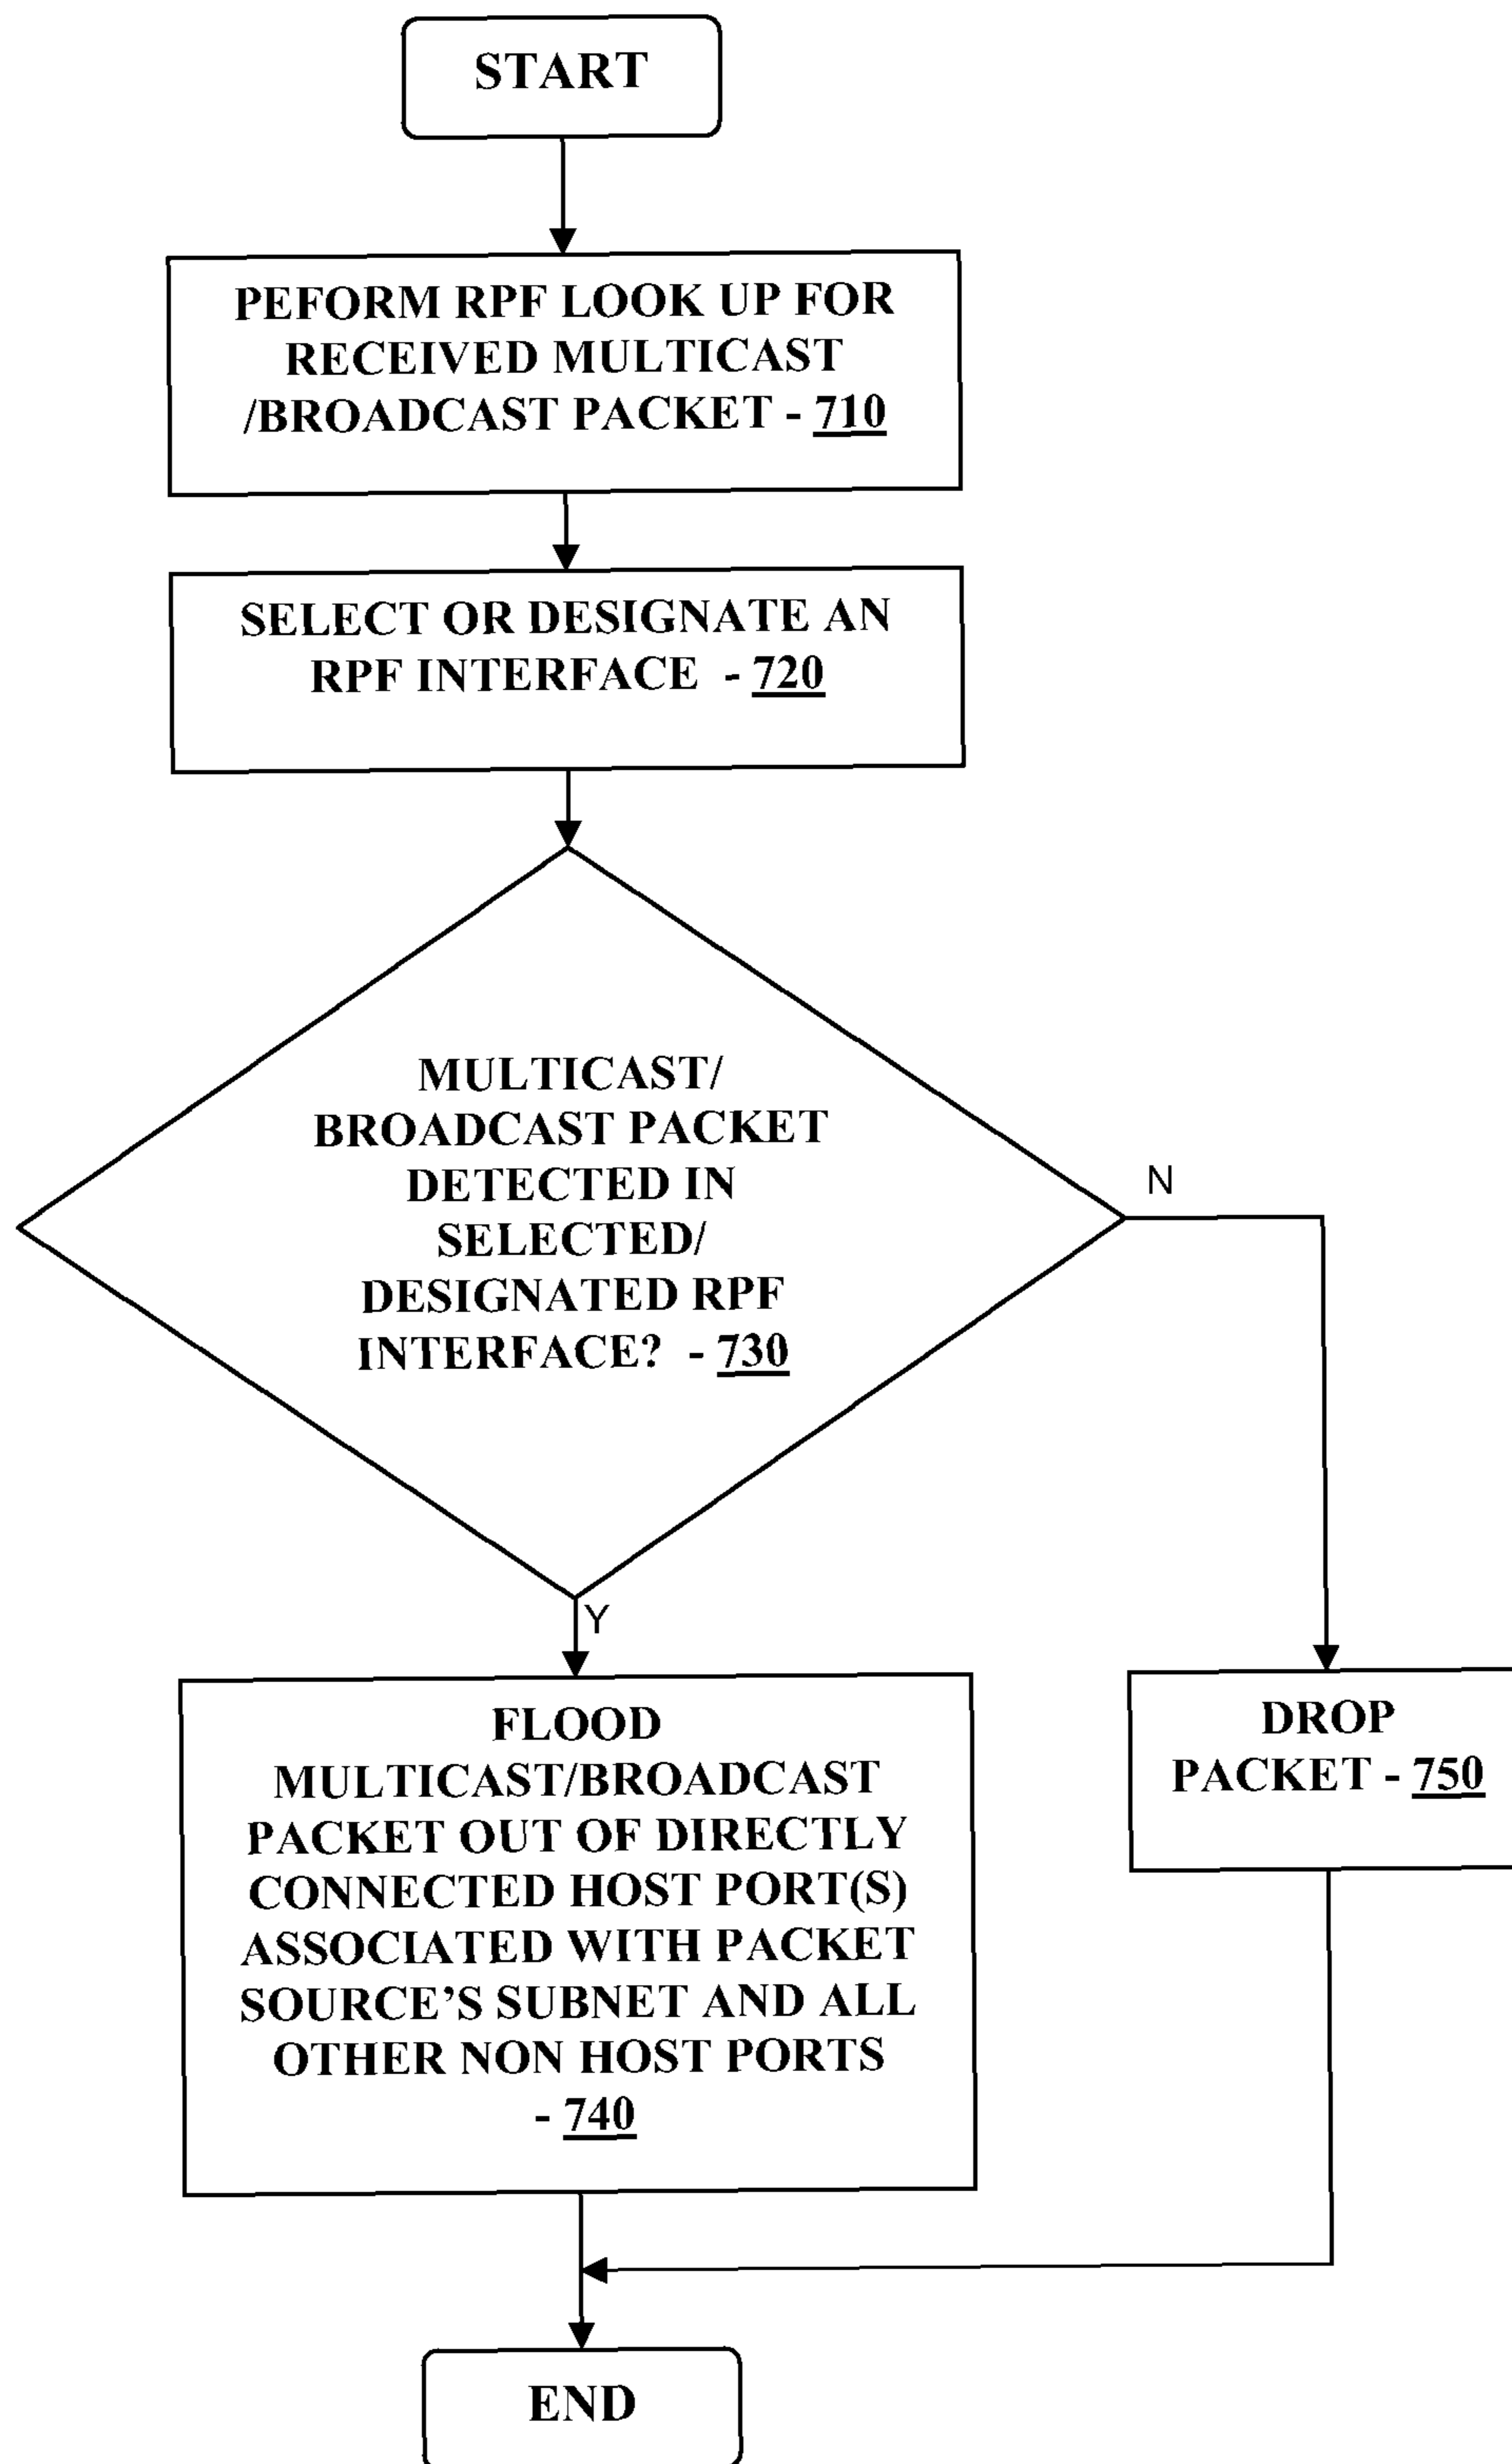 START
PEFORM RPF LOOK UP FOR
RECEIVED MULTICAST
/BROADCAST PACKET - 710
SELECT OR DESIGNATE AN
RPF INTERFACE - 720
MULTICAST/
BROADCAST PACKET
DETECTED IN
SELECTED/
DESIGNATED RPF
INTERFACE? - 730
N
Y
FLOOD
MULTICAST/BROADCAST
PACKET OUT OF DIRECTLY
CONNECTED HOST PORT(S)
ASSOCIATED WITH PACKET
SOURCE'S SUBNET AND ALL
OTHER NON HOST PORTS
- 740
DROP
PACKET - 750
END